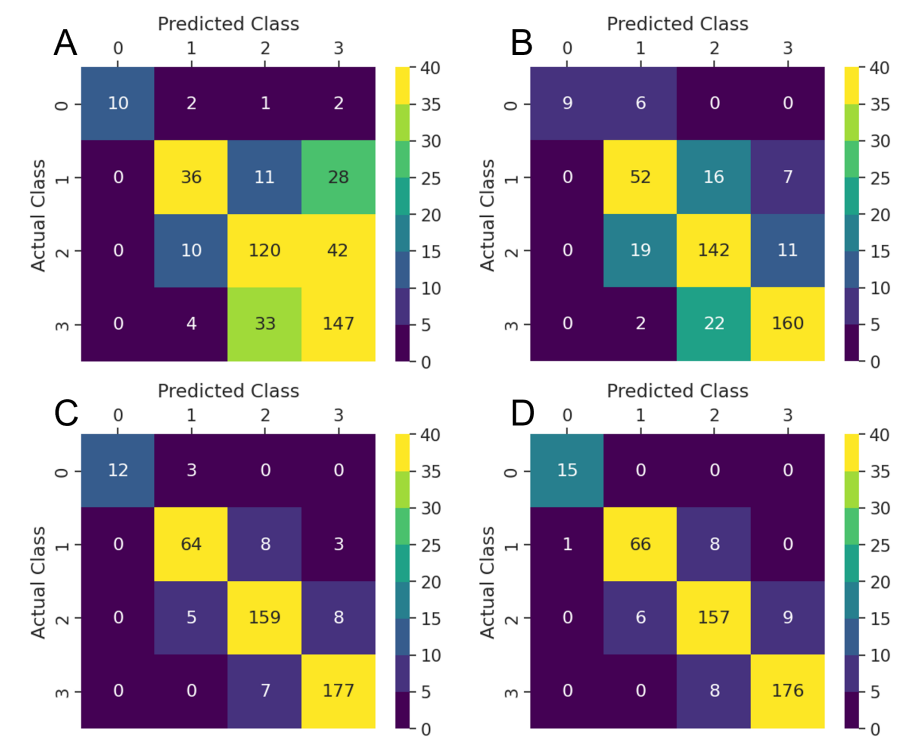 A
Predicted Class
0 1 2 3
Actual Class
0 10 2 1 2
1 0 36 11 28
2 0 10 120 42
3 0 4 33 147
40
35
30
25
20
15
10
5
0
B
Predicted Class
0 1 2 3
Actual Class
0 9 6 0 0
1 0 52 16 7
2 0 19 142 11
3 0 2 22 160
40
35
30
25
20
15
10
5
0
C
Predicted Class
0 1 2 3
Actual Class
0 12 3 0 0
1 0 64 8 3
2 0 5 159 8
3 0 0 7 177
40
35
30
25
20
15
10
5
0
D
Predicted Class
0 1 2 3
Actual Class
0 15 0 0 0
1 1 66 8 0
2 0 6 157 9
3 0 0 8 176
40
35
30
25
20
15
10
5
0